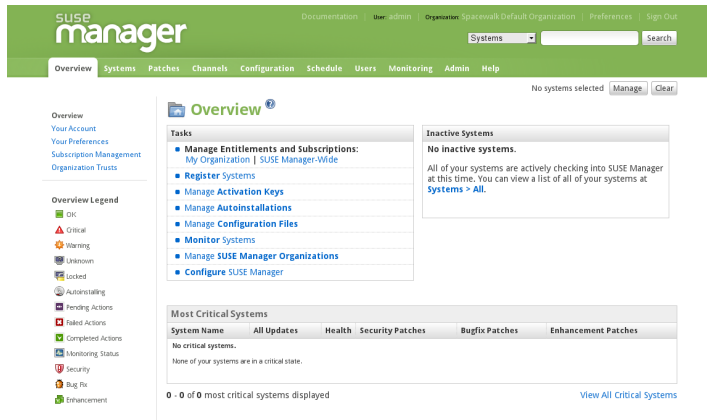 suse
manager
Documentation | User: admin | Organization: Spacewalk Default Organization | Preferences | Sign Out
Systems Search
Overview Systems Patches Channels Configuration Schedule Users Monitoring Admin Help
No systems selected Manage Clear
Overview
Your Account
Your Preferences
Subscription Management
Organization Trusts
Overview Legend
OK
Critical
Warning
Unknown
Locked
Autoinstalling
Pending Actions
Failed Actions
Completed Actions
Monitoring Status
Security
Bug Fix
Enhancement
Overview ?
Tasks
Manage Entitlements and Subscriptions:
My Organization | SUSE Manager-Wide
Register Systems
Manage Activation Keys
Manage Autoinstallations
Manage Configuration Files
Monitor Systems
Manage SUSE Manager Organizations
Configure SUSE Manager
Inactive Systems
No inactive systems.
All of your systems are actively checking into SUSE Manager
at this time. You can view a list of all of your systems at
Systems > All.
Most Critical Systems
System Name All Updates Health Security Patches Bugfix Patches Enhancement Patches
No critical systems.
None of your systems are in a critical state.
0 - 0 of 0 most critical systems displayed
View All Critical Systems